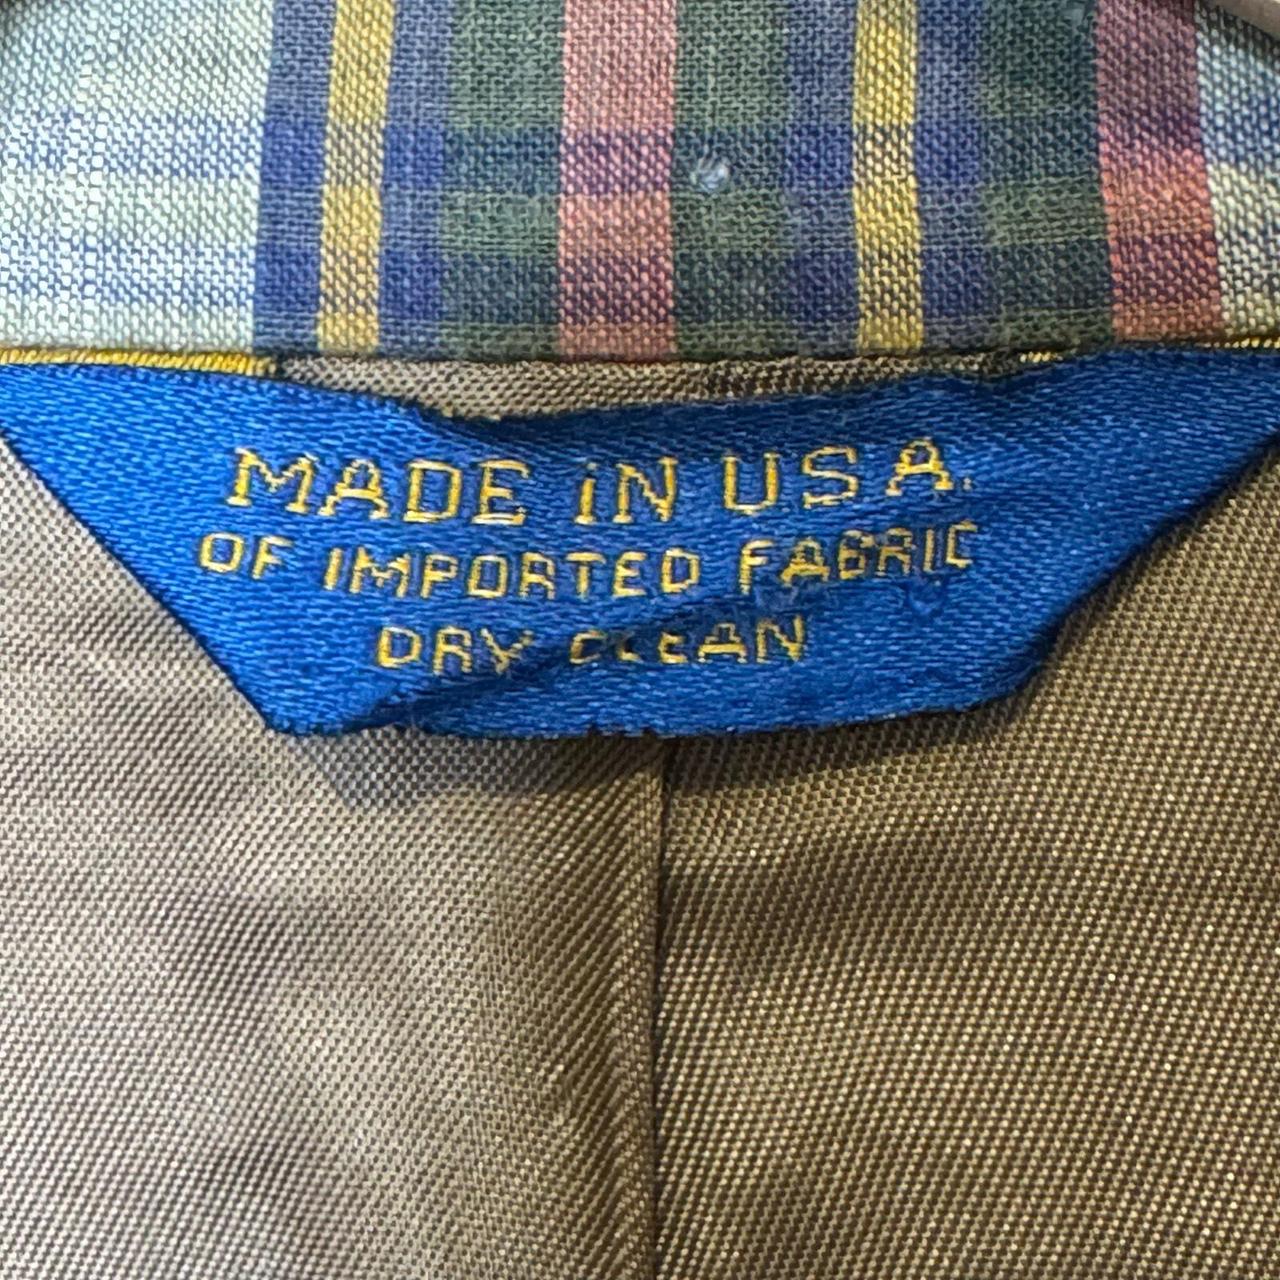 MADE IN U.S.A.
OF IMPORTED FABRIC
DRY CLEAN